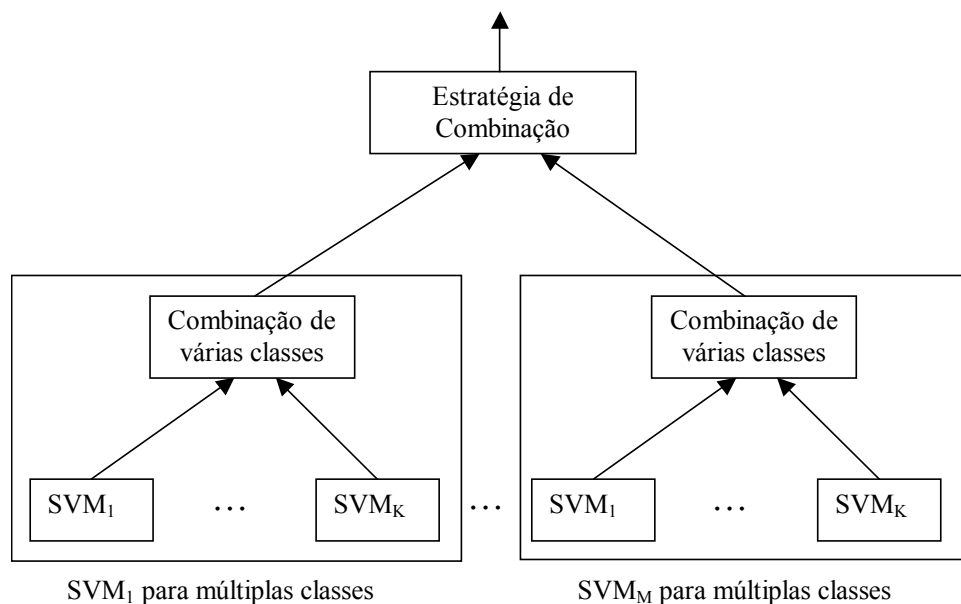 Estratégia de
Combinação
Combinação de
várias classes
Combinação de
várias classes
SVM₁ … SVMₖ … SVM₁ … SVMₖ
SVM₁ para múltiplas classes SVMₘ para múltiplas classes